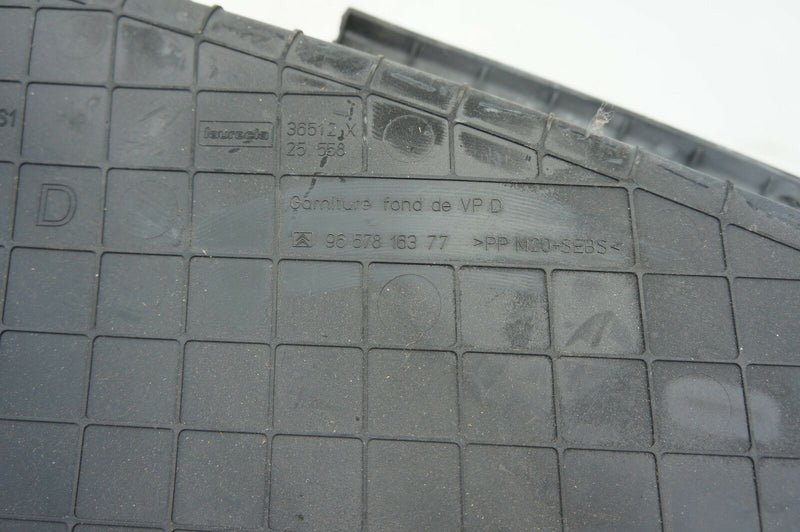 S1
faurecia 36512 X
25 558
D
Garniture fond de VP D
96 578 163 77 >PP M20+SEBS<